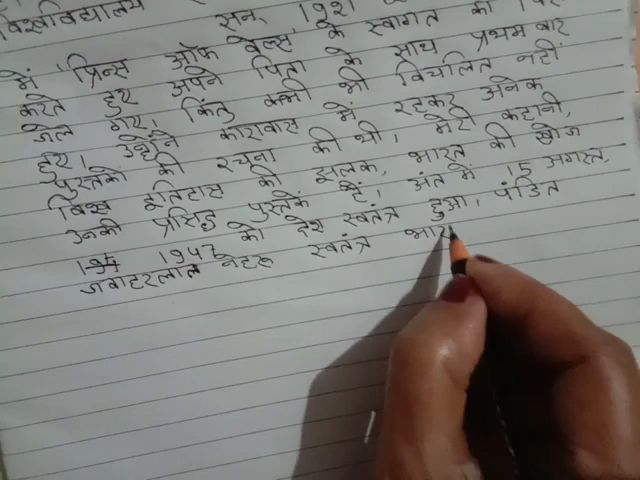 विश्वविद्यालय सन् 1921
में 'प्रिन्स ऑफ वेल्स' के स्वागत का
करते हुए अपने पिता के साथ प्रथम बार
जेल गए। किंतु कभी भी विचलित नहीं
हुए। उन्होंने कारावास में रहकर अनेक
पुस्तकों की रचना की थी। मेरी कहानी,
विश्व इतिहास की झलक, भारत की खोज
उनकी प्रसिद्ध पुस्तकें हैं। अंत में 15 अगस्त,
1947 को देश स्वतंत्र हुआ। पंडित
जवाहरलाल नेहरू स्वतंत्र भार